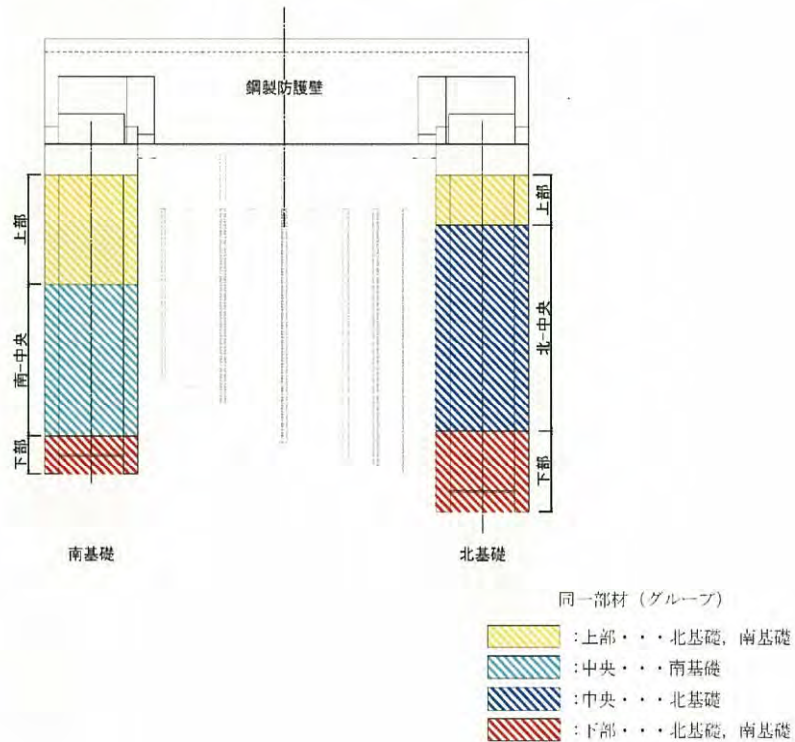 鋼製防護壁
上部
南-中央
下部
上部
北-中央
下部
南基礎
北基礎
同一部材（グループ）
：上部・・・北基礎，南基礎
：中央・・・南基礎
：中央・・・北基礎
：下部・・・北基礎，南基礎